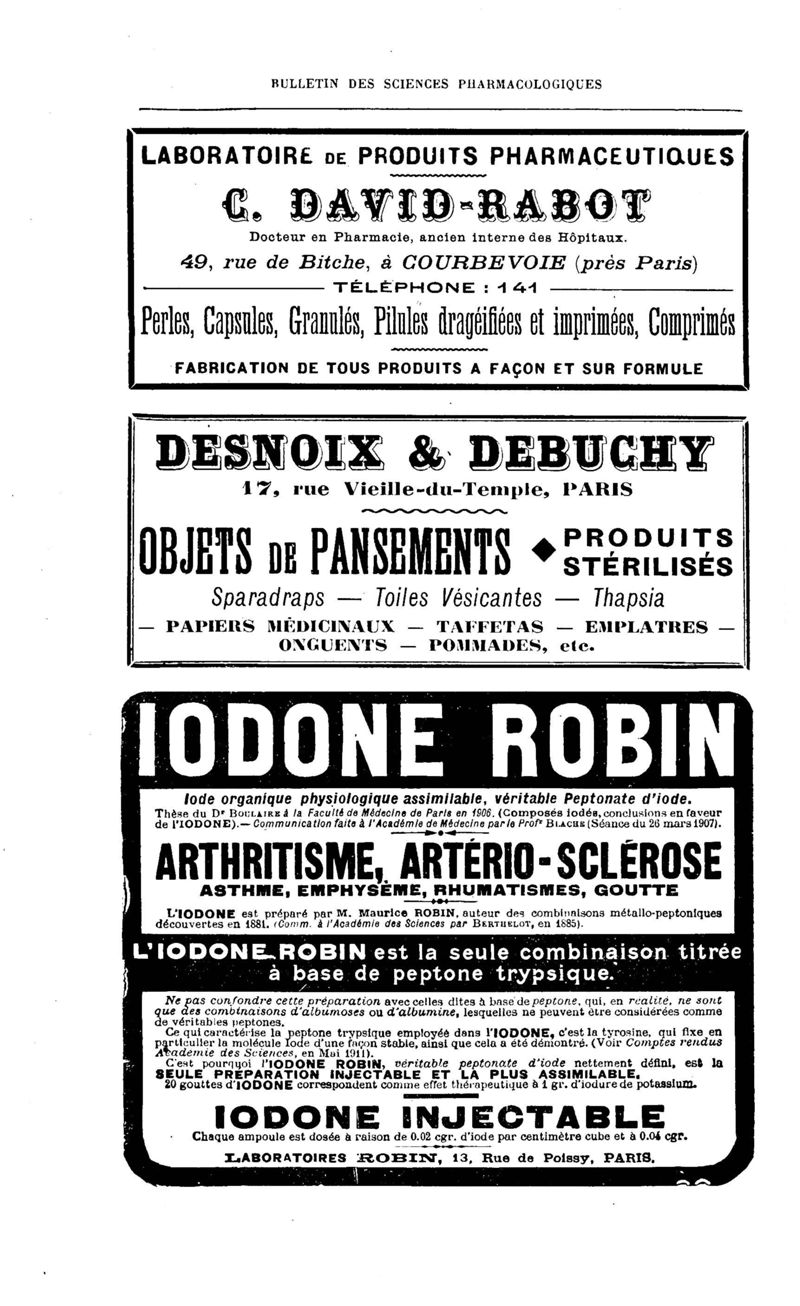 BULLETIN DES SCIENCES PHARMACOLOGIQUES
LABORATOIRE DE PRODUITS PHARMACEUTIQUES
C. DAVID-RABOT
Docteur en Pharmacie, ancien interne des Hôpitaux.
49, rue de Bitche, à COURBEVOIE (près Paris)
TÉLÉPHONE : 141
Perles, Capsules, Granulés, Pilules dragéifiées et imprimées, Comprimés
FABRICATION DE TOUS PRODUITS A FAÇON ET SUR FORMULE
DESNOIX & DEBUCHY
17, rue Vieille-du-Temple, PARIS
OBJETS DE PANSEMENTS ◆ PRODUITS STÉRILISÉS
Sparadraps — Toiles Vésicantes — Thapsia
— PAPIERS MÉDICINAUX — TAFFETAS — EMPLATRES —
ONGUENTS — POMMADES, etc.
IODONE ROBIN
Iode organique physiologique assimilable, véritable Peptonate d'iode.
Thèse du Dr BOULAIRE à la Faculté de Médecine de Paris en 1906. (Composés iodés, conclusions en faveur
de l'IODONE). — Communication faite à l'Académie de Médecine par le Profr BLACHE (Séance du 26 mars 1907).
ARTHRITISME, ARTÉRIO-SCLÉROSE
ASTHME, EMPHYSÈME, RHUMATISMES, GOUTTE
L'IODONE est préparé par M. Maurice ROBIN, auteur des combinaisons métallo-peptoniques
découvertes en 1881. (Comm. à l'Académie des Sciences par BERTHELOT, en 1885).
L'IODONE ROBIN est la seule combinaison titrée
à base de peptone trypsique.
Ne pas confondre cette préparation avec celles dites à base de peptone, qui, en realité, ne sont
que des combinaisons d'albumoses ou d'albumine, lesquelles ne peuvent être considérées comme
de véritables peptones.
Ce qui caractérise la peptone trypsique employée dans l'IODONE, c'est la tyrosine, qui fixe en
particulier la molécule Iode d'une façon stable, ainsi que cela a été démontré. (Voir Comptes rendus
Académie des Sciences, en Mai 1911).
C'est pourquoi l'IODONE ROBIN, véritable peptonate d'iode nettement défini, est la
SEULE PRÉPARATION INJECTABLE ET LA PLUS ASSIMILABLE.
20 gouttes d'IODONE correspondent comme effet thérapeutique à 1 gr. d'iodure de potassium.
IODONE INJECTABLE
Chaque ampoule est dosée à raison de 0.02 cgr. d'iode par centimètre cube et à 0.04 cgr.
LABORATOIRES ROBIN, 13, Rue de Poissy, PARIS.